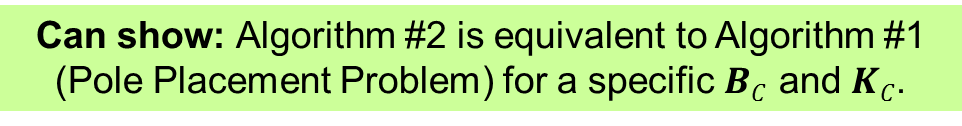 Can show: Algorithm #2 is equivalent to Algorithm #1
(Pole Placement Problem) for a specific B_C and K_C.